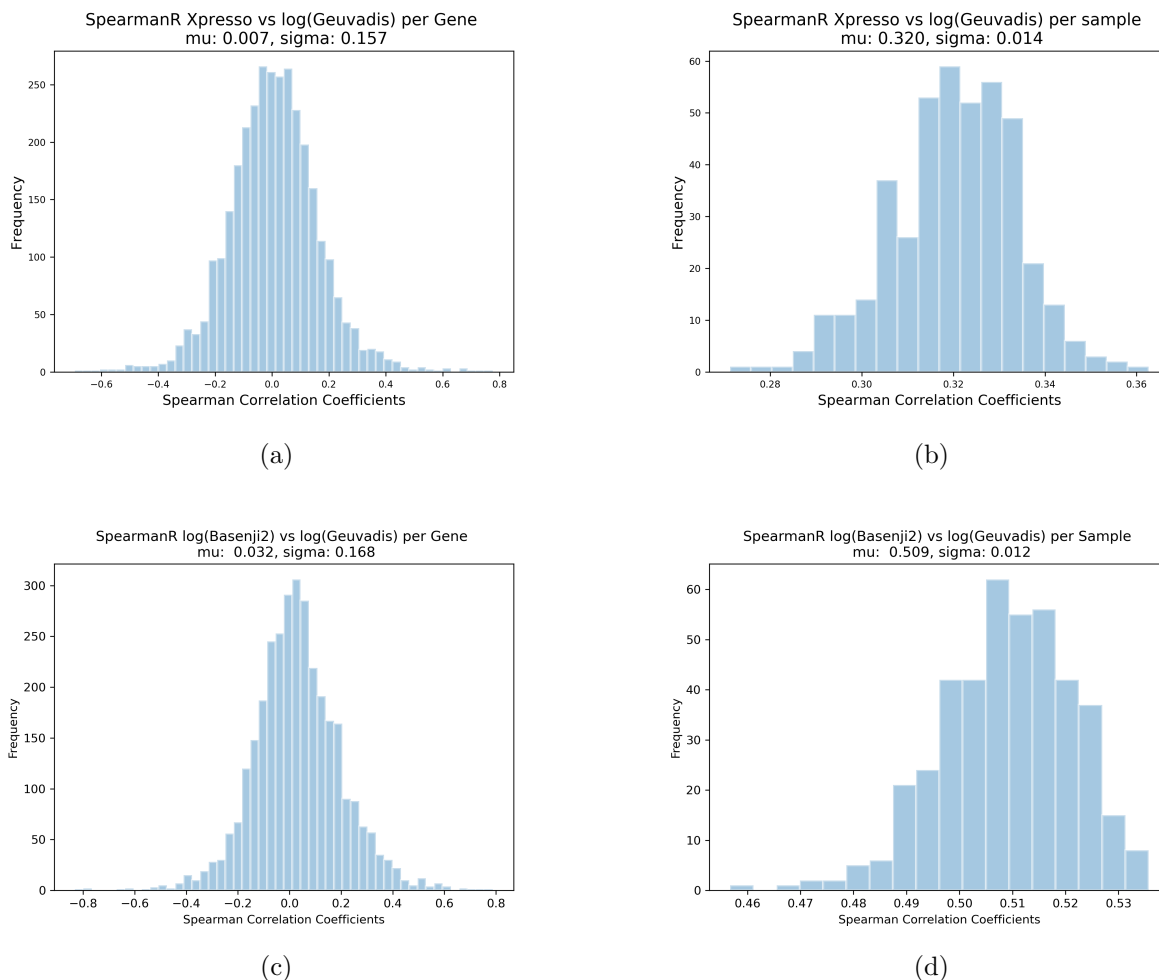 SpearmanR Xpresso vs log(Geuvadis) per Gene
mu: 0.007, sigma: 0.157
250
200
150
100
50
0
Frequency
−0.6 −0.4 −0.2 0.0 0.2 0.4 0.6 0.8
Spearman Correlation Coefficients
(a)
SpearmanR Xpresso vs log(Geuvadis) per sample
mu: 0.320, sigma: 0.014
60
50
40
30
20
10
0
Frequency
0.28 0.30 0.32 0.34 0.36
Spearman Correlation Coefficients
(b)
SpearmanR log(Basenji2) vs log(Geuvadis) per Gene
mu: 0.032, sigma: 0.168
300
250
200
150
100
50
0
Frequency
−0.8 −0.6 −0.4 −0.2 0.0 0.2 0.4 0.6 0.8
Spearman Correlation Coefficients
(c)
SpearmanR log(Basenji2) vs log(Geuvadis) per Sample
mu: 0.509, sigma: 0.012
60
50
40
30
20
10
0
Frequency
0.46 0.47 0.48 0.49 0.50 0.51 0.52 0.53
Spearman Correlation Coefficients
(d)